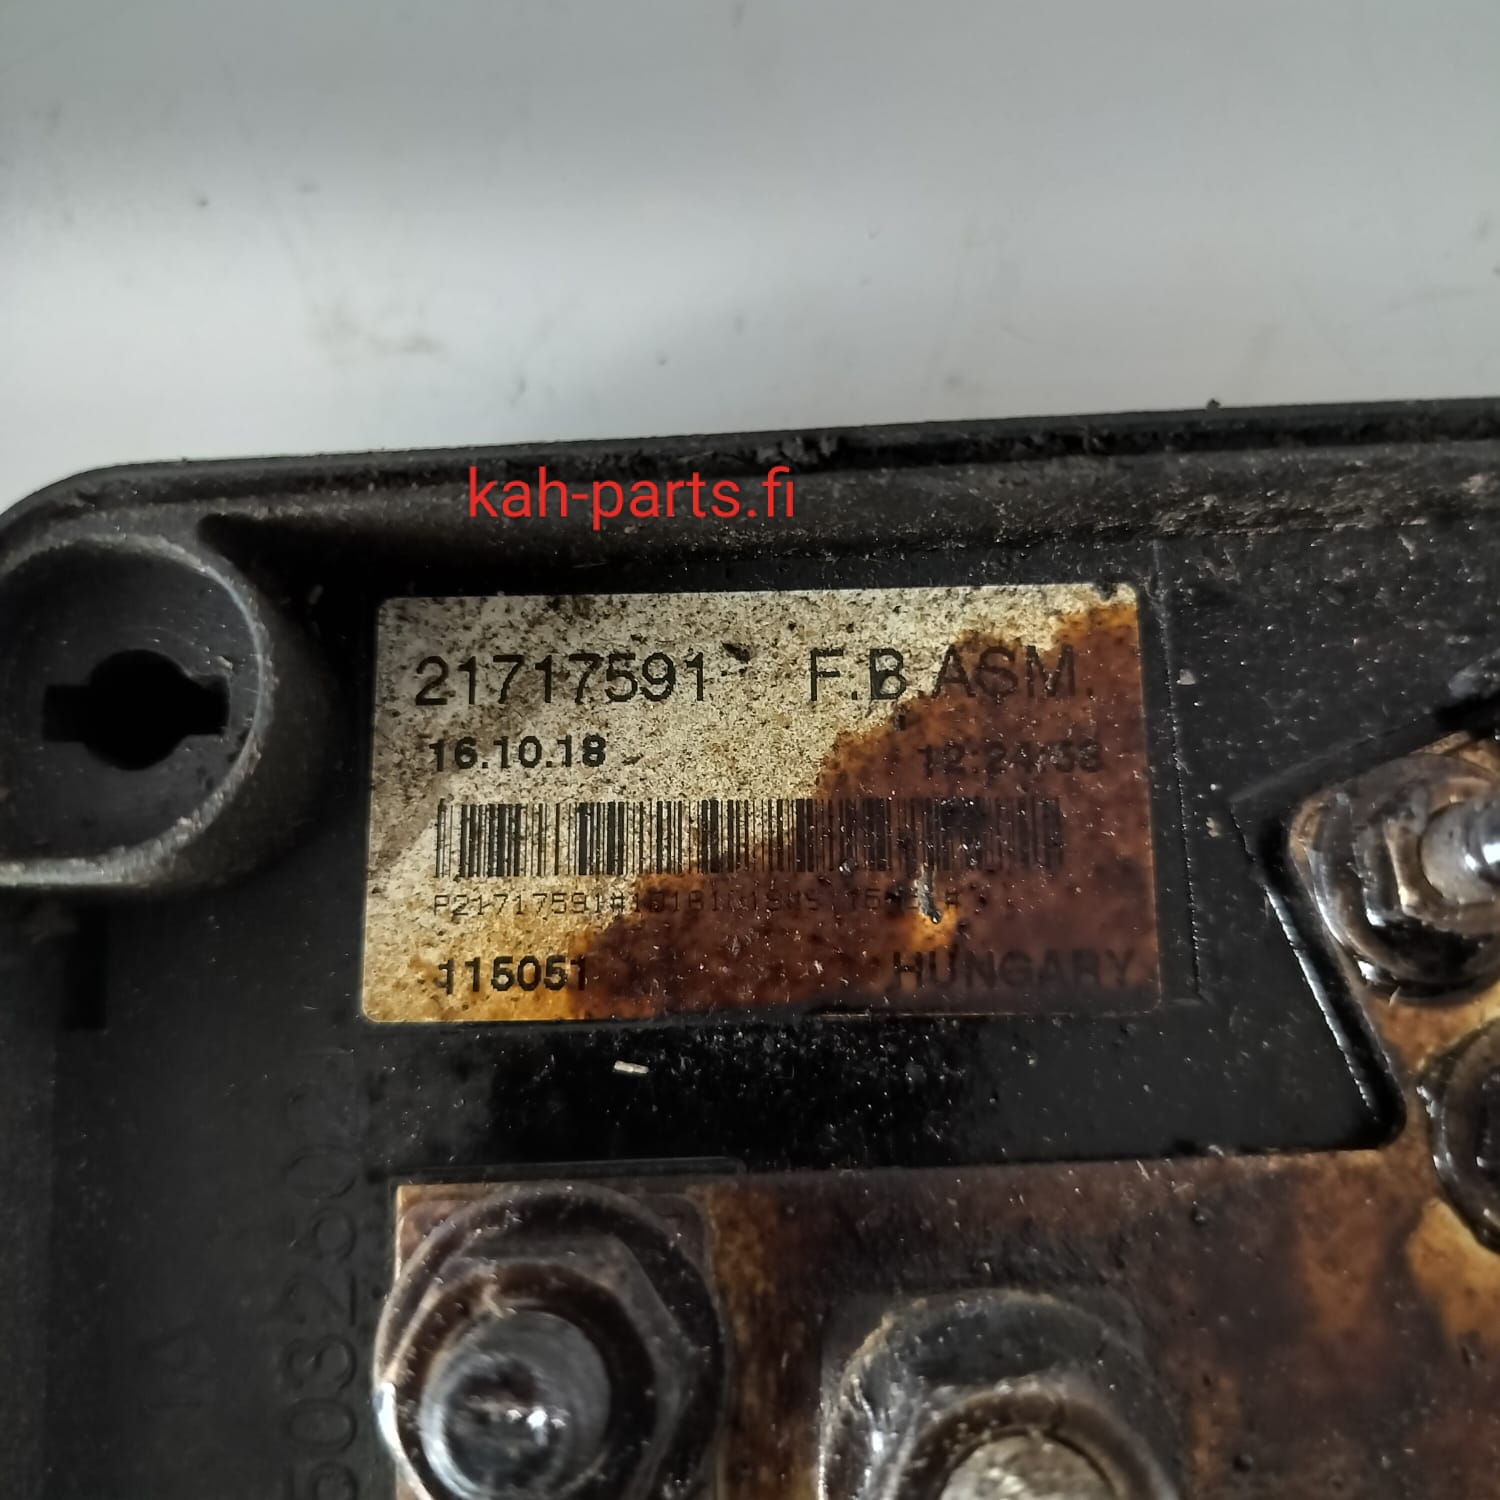 kah-parts.fi
21717591 F.B.ASM.
16.10.18 12:24:53
115051 HUNGARY